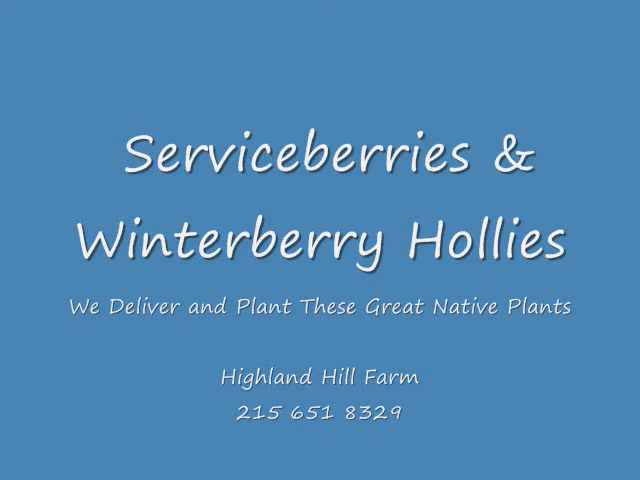 Serviceberries &
Winterberry Hollies
We Deliver and Plant These Great Native Plants
Highland Hill Farm
215 651 8329